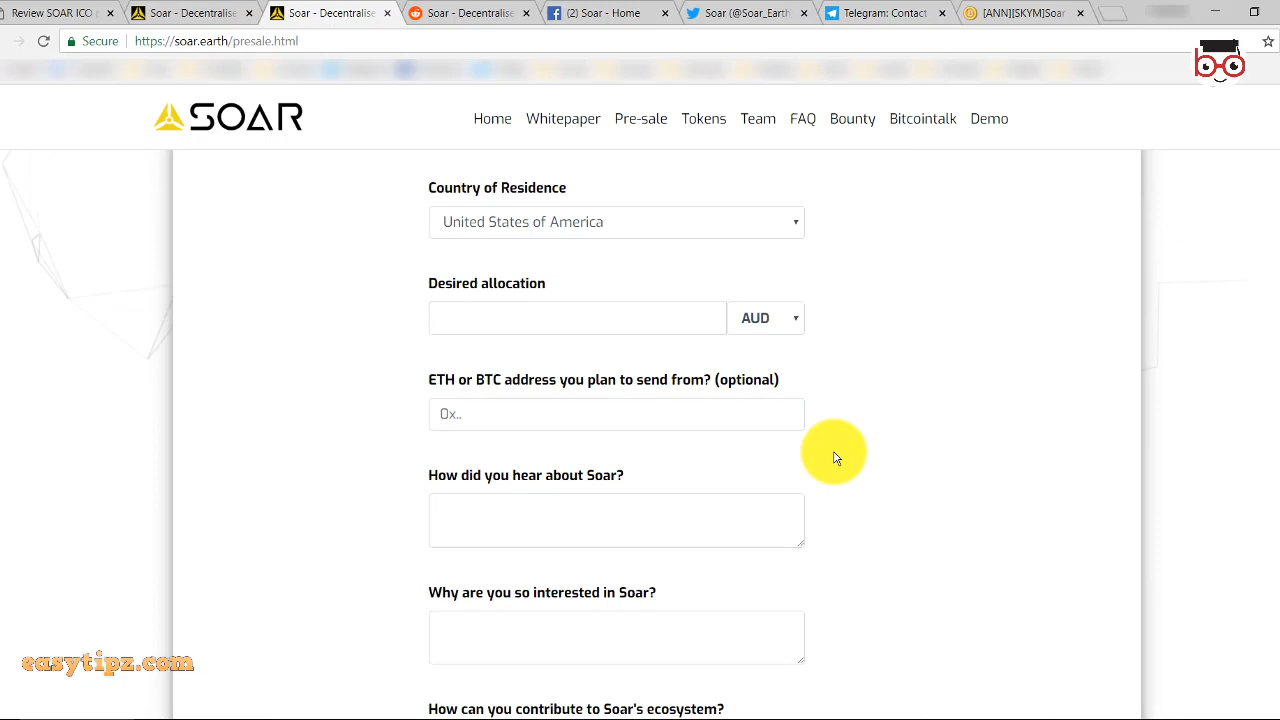 Review SOAR ICO
Soar - Decentralise
Soar - Decentralise
Soar - Decentralise
(2) Soar - Home
Soar (@Soar_Earth
Telegram: Contact
[ANN][SKYM]Soar
Secure
https://soar.earth/presale.html
SOAR
Home
Whitepaper
Pre-sale
Tokens
Team
FAQ
Bounty
Bitcointalk
Demo
Country of Residence
United States of America
Desired allocation
AUD
ETH or BTC address you plan to send from? (optional)
0x..
How did you hear about Soar?
Why are you so interested in Soar?
easytipz.com
How can you contribute to Soar's ecosystem?